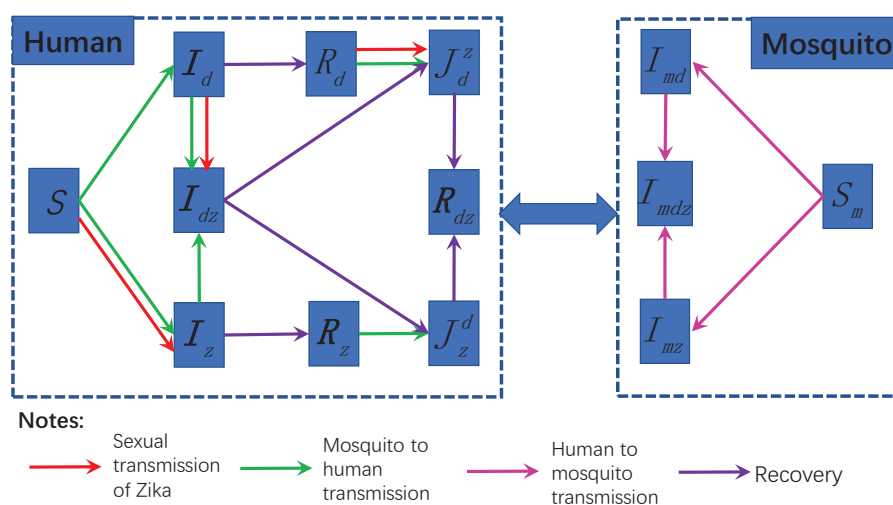 Human
Mosquito
I_d
R_d
J_d^z
I_md
S
I_dz
R_dz
I_mdz
S_m
I_z
R_z
J_z^d
I_mz
Notes:
Sexual
transmission
of Zika
Mosquito to
human
transmission
Human to
mosquito
transmission
Recovery